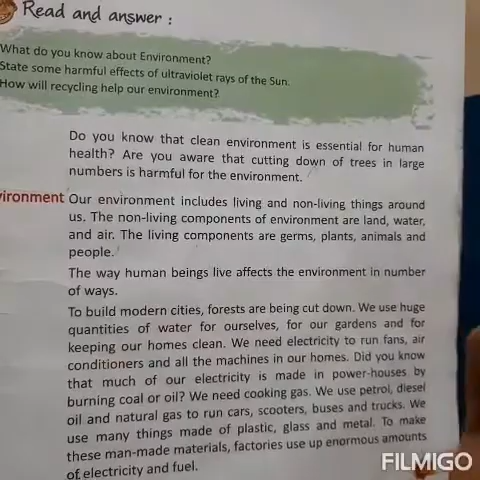 Read and answer :
What do you know about Environment?
State some harmful effects of ultraviolet rays of the Sun.
How will recycling help our environment?
Do you know that clean environment is essential for human
health? Are you aware that cutting down of trees in large
numbers is harmful for the environment.
vironment Our environment includes living and non-living things around
us. The non-living components of environment are land, water,
and air. The living components are germs, plants, animals and
people.
The way human beings live affects the environment in number
of ways.
To build modern cities, forests are being cut down. We use huge
quantities of water for ourselves, for our gardens and for
keeping our homes clean. We need electricity to run fans, air
conditioners and all the machines in our homes. Did you know
that much of our electricity is made in power-houses by
burning coal or oil? We need cooking gas. We use petrol, diesel
oil and natural gas to run cars, scooters, buses and trucks. We
use many things made of plastic, glass and metal. To make
these man-made materials, factories use up enormous amounts
of electricity and fuel.
FILMIGO